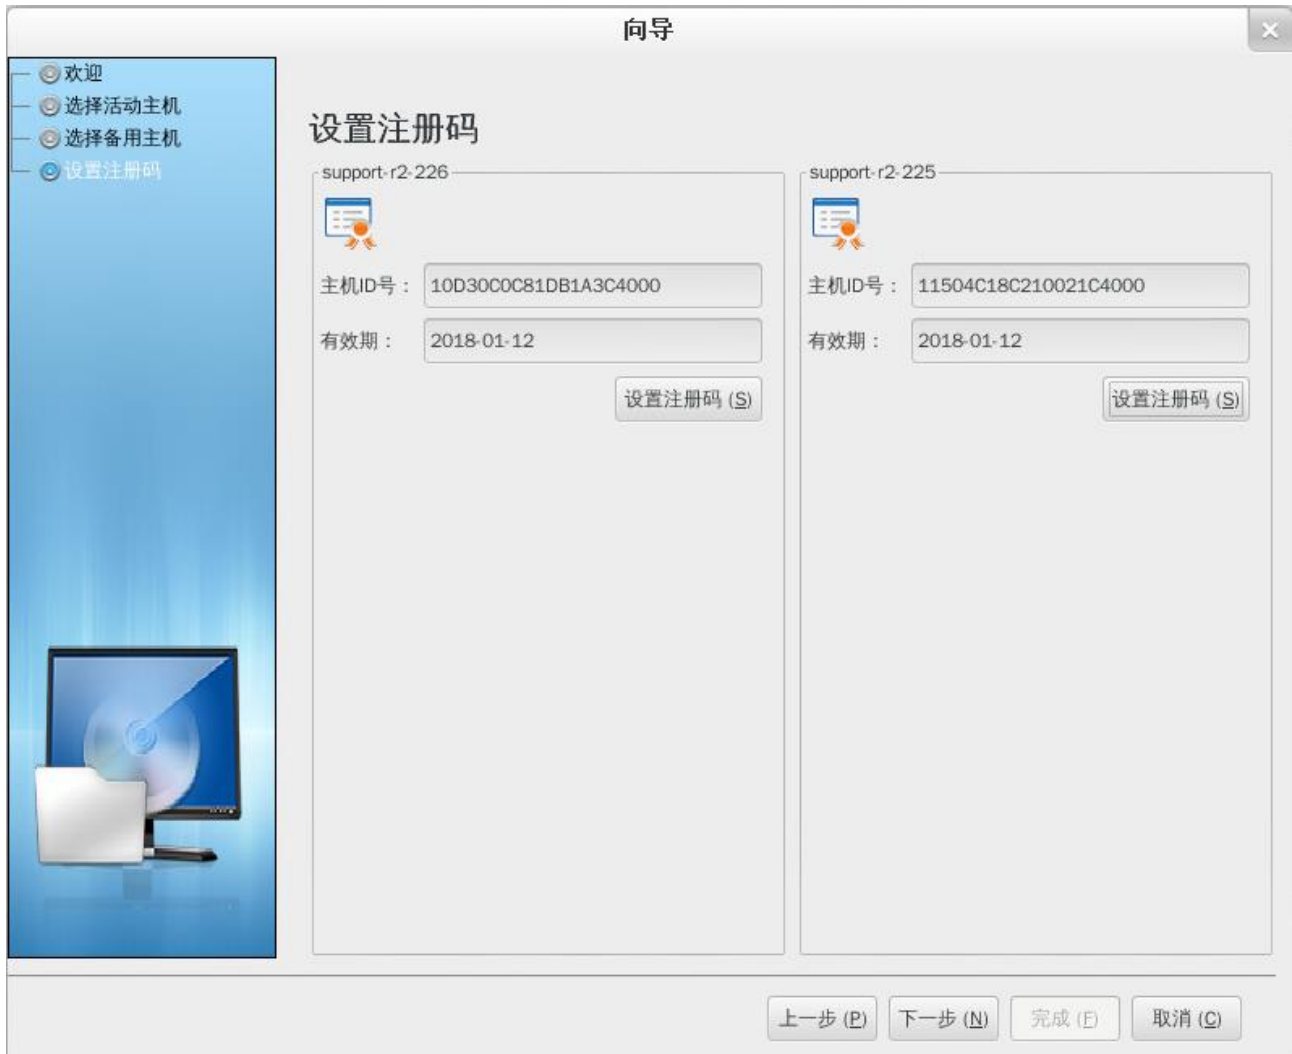 向导
欢迎
选择活动主机
选择备用主机
设置注册码
设置注册码
support-r2-226
主机ID号： 10D30C0C81DB1A3C4000
有效期： 2018-01-12
设置注册码 (S)
support-r2-225
主机ID号： 11504C18C210021C4000
有效期： 2018-01-12
设置注册码 (S)
上一步 (P) 下一步 (N) 完成 (F) 取消 (C)